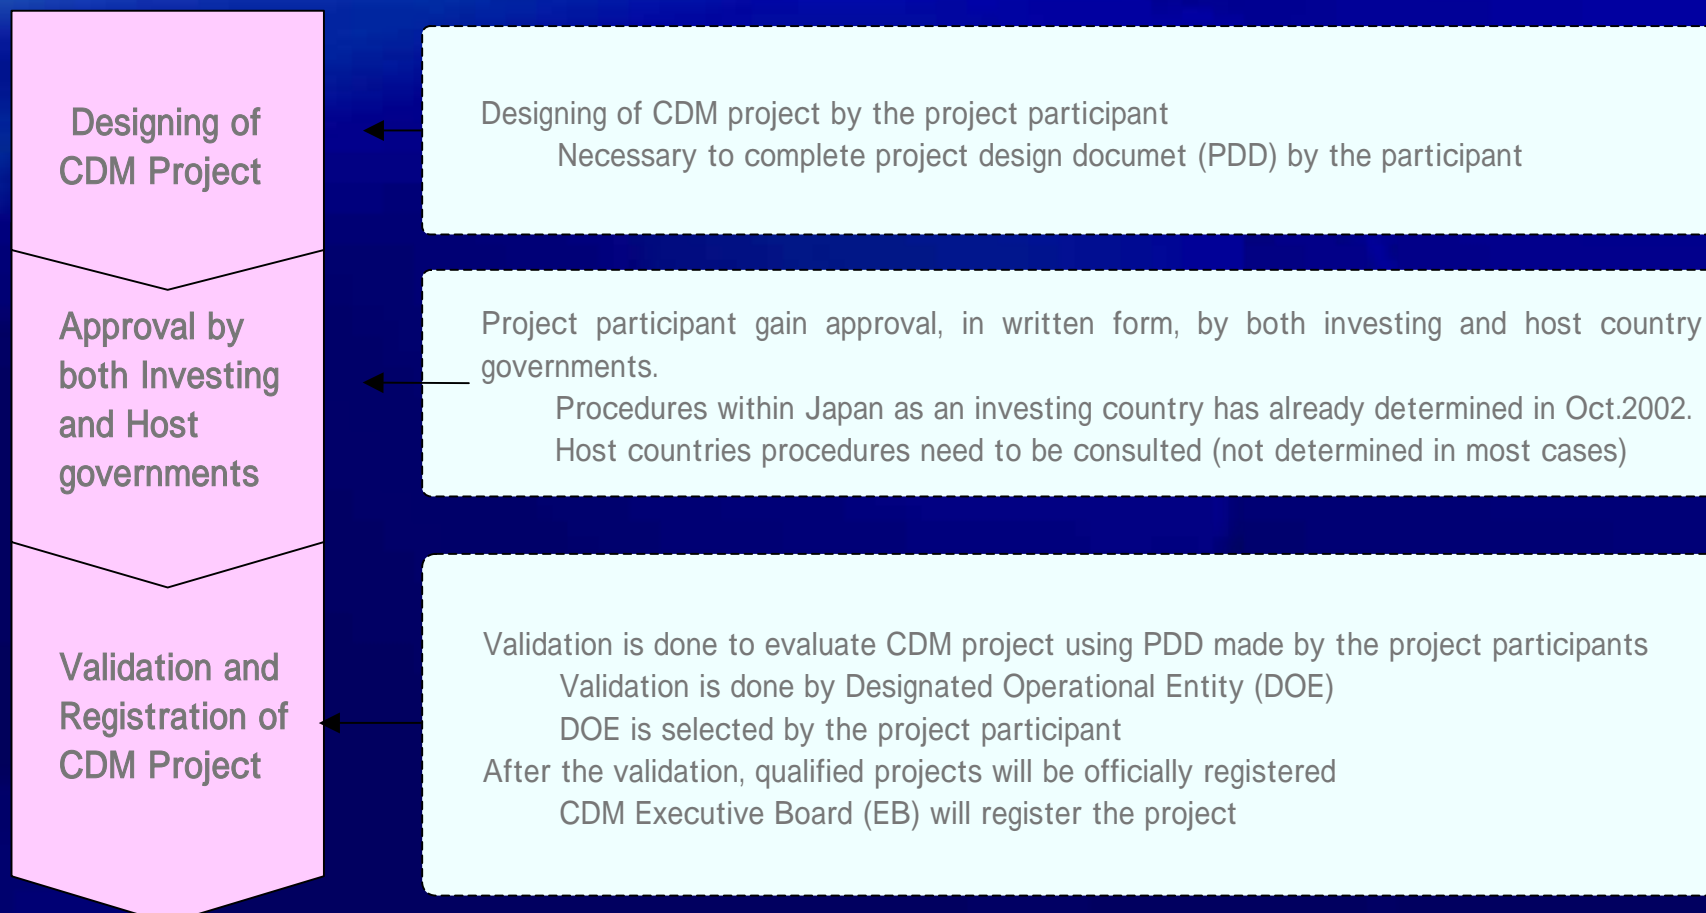 Designing of
CDM Project
Designing of CDM project by the project participant
Necessary to complete project design documet (PDD) by the participant
Approval by
both Investing
and Host
governments
Project participant gain approval, in written form, by both investing and host country
governments.
Procedures within Japan as an investing country has already determined in Oct.2002.
Host countries procedures need to be consulted (not determined in most cases)
Validation and
Registration of
CDM Project
Validation is done to evaluate CDM project using PDD made by the project participants
Validation is done by Designated Operational Entity (DOE)
DOE is selected by the project participant
After the validation, qualified projects will be officially registered
CDM Executive Board (EB) will register the project